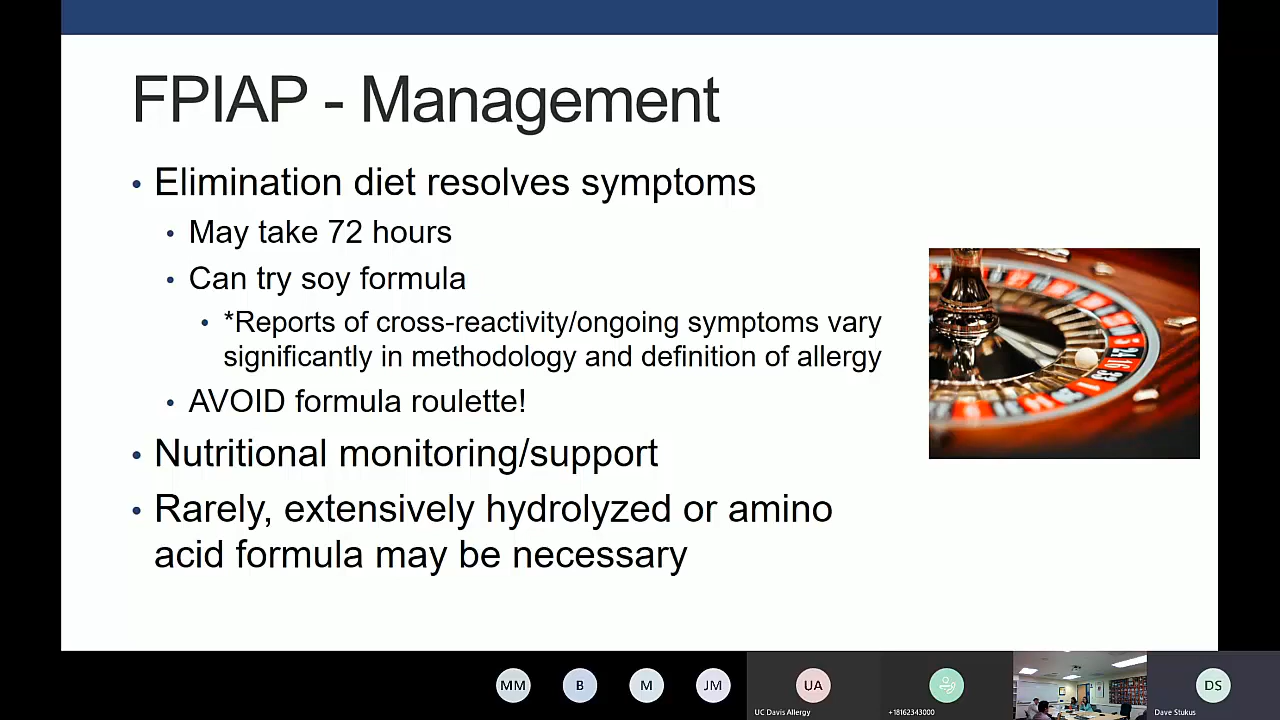 FPIAP - Management
• Elimination diet resolves symptoms
• May take 72 hours
• Can try soy formula
• *Reports of cross-reactivity/ongoing symptoms vary
significantly in methodology and definition of allergy
• AVOID formula roulette!
• Nutritional monitoring/support
• Rarely, extensively hydrolyzed or amino
acid formula may be necessary
MM
B
M
JM
UA
UC Davis Allergy
+18162343000
DS
Dave Stukus